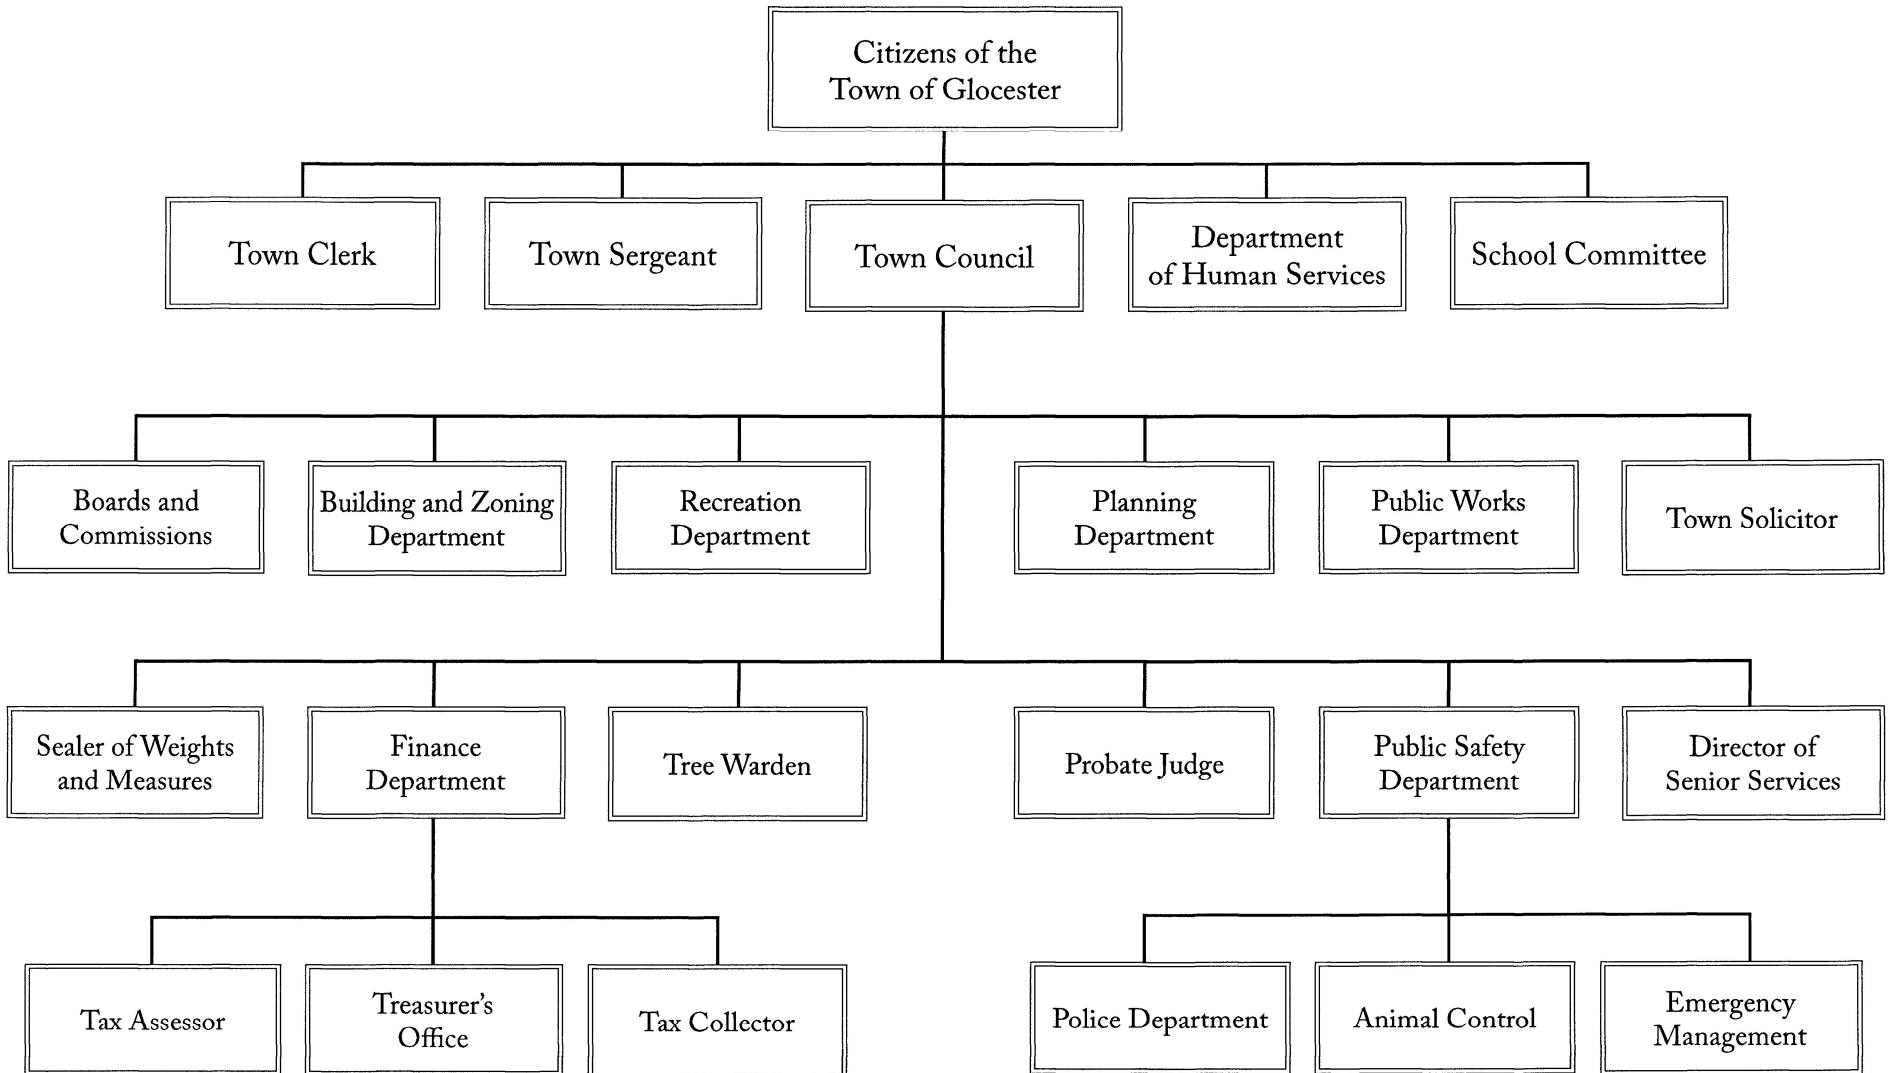 Citizens of the
Town of Glocester
Town Clerk
Town Sergeant
Town Council
Department
of Human Services
School Committee
Boards and
Commissions
Building and Zoning
Department
Recreation
Department
Planning
Department
Public Works
Department
Town Solicitor
Sealer of Weights
and Measures
Finance
Department
Tree Warden
Probate Judge
Public Safety
Department
Director of
Senior Services
Tax Assessor
Treasurer's
Office
Tax Collector
Police Department
Animal Control
Emergency
Management